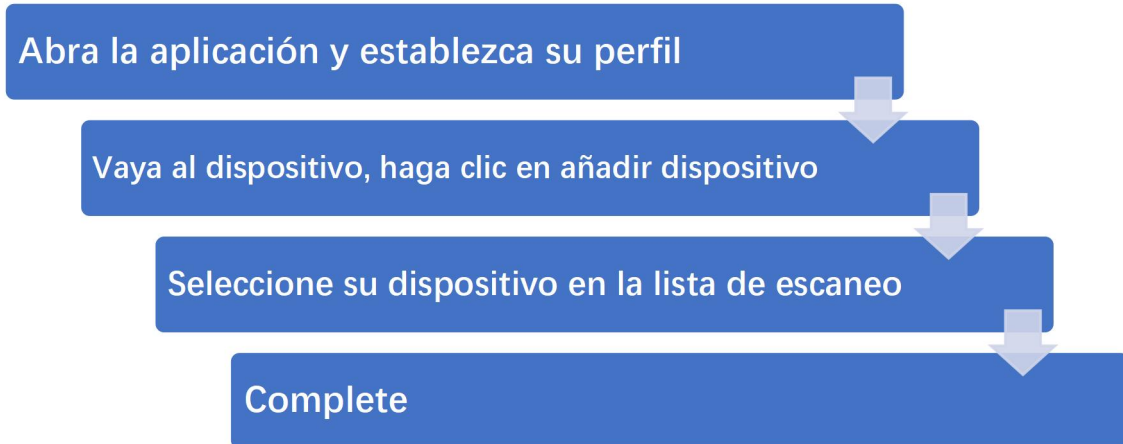 Abra la aplicación y establezca su perfil
Vaya al dispositivo, haga clic en añadir dispositivo
Seleccione su dispositivo en la lista de escaneo
Complete